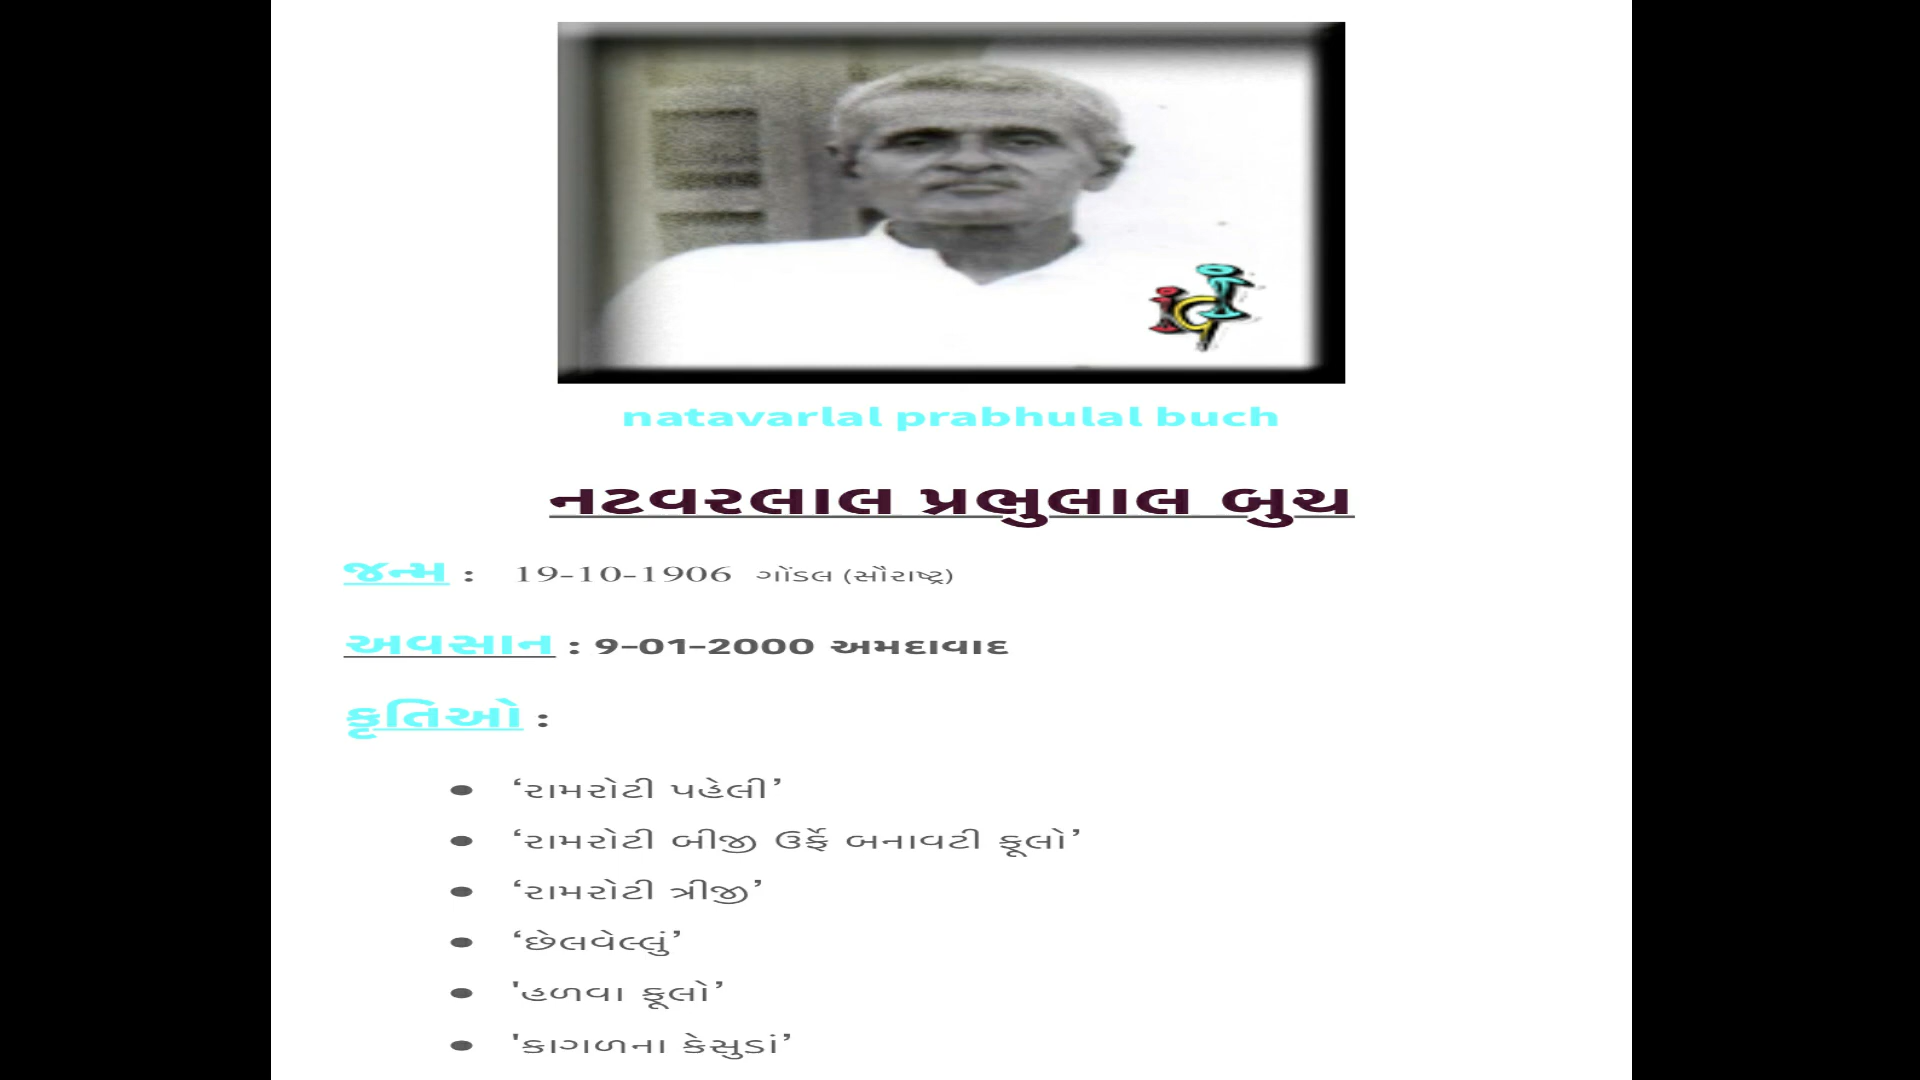 natavarlal prabhulal buch
નટવરલાલ પ્રભુલાલ બુચ
જન્મ : 19-10-1906 ગોંડલ (સૌરાષ્ટ્ર)
અવસાન : 9-01-2000 અમદાવાદ
કૃતિઓ :
● ‘રામરોટી પહેલી’
● ‘રામરોટી બીજી ઉર્ફે બનાવટી ફૂલો’
● ‘રામરોટી ત્રીજી’
● ‘છેલવેલ્લું’
● 'હળવા ફૂલો’
● 'કાગળના કેસુડાં’